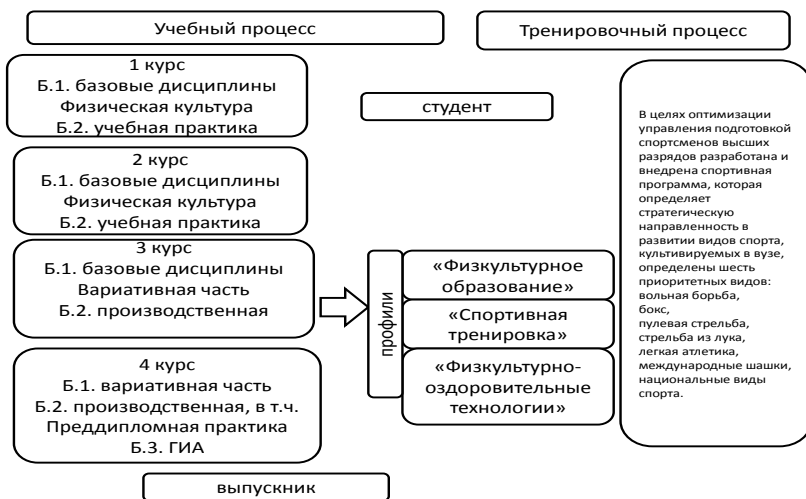 Учебный процесс
Тренировочный процесс
1 курс
Б.1. базовые дисциплины
Физическая культура
Б.2. учебная практика
студент
2 курс
Б.1. базовые дисциплины
Физическая культура
Б.2. учебная практика
3 курс
Б.1. базовые дисциплины
Вариативная часть
Б.2. производственная
4 курс
Б.1. вариативная часть
Б.2. производственная, в т.ч.
Преддипломная практика
Б.3. ГИА
выпускник
профили
«Физкультурное
образование»
«Спортивная
тренировка»
«Физкультурно-
оздоровительные
технологии»
В целях оптимизации
управления подготовкой
спортсменов высших
разрядов разработана и
внедрена спортивная
программа, которая
определяет
стратегическую
направленность в
развитии видов спорта,
культивируемых в вузе,
определены шесть
приоритетных видов:
вольная борьба,
бокс,
пулевая стрельба,
стрельба из лука,
легкая атлетика,
международные шашки,
национальные виды
спорта.